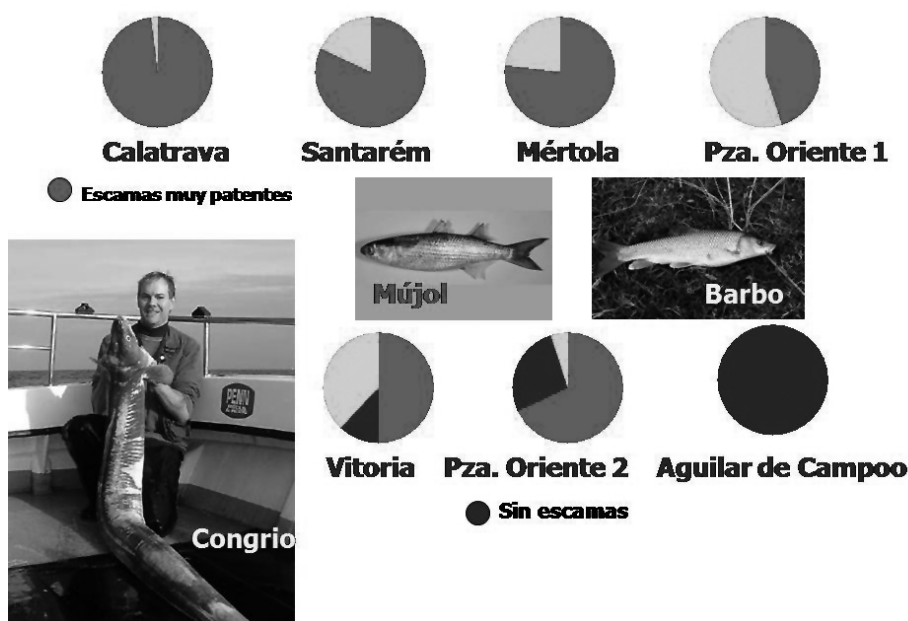 Calatrava
Santarém
Mértola
Pza. Oriente 1
Escamas muy patentes
Mújol
Barbo
PENN
Congrio
Vitoria
Pza. Oriente 2
Aguilar de Campoo
Sin escamas